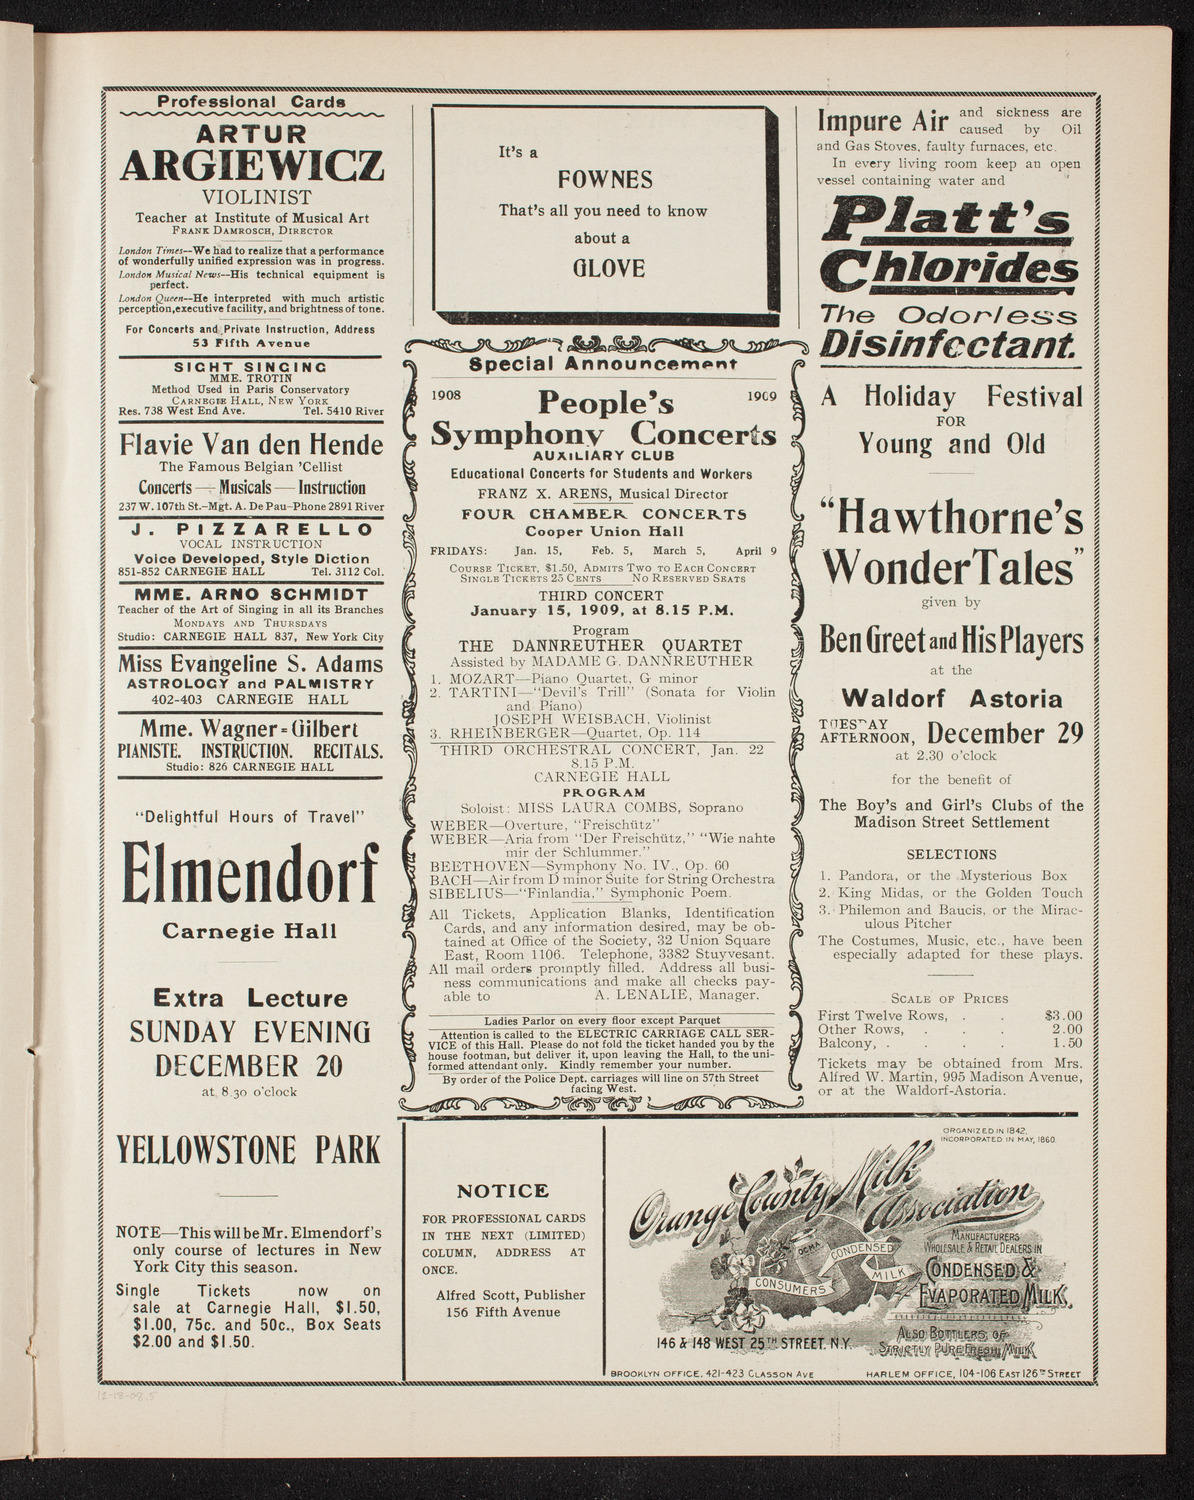 Professional Cards
ARTUR
ARGIEWICZ
VIOLINIST
Teacher at Institute of Musical Art
FRANK DAMROSCH, DIRECTOR
London Times--We had to realize that a performance
of wonderfully unified expression was in progress.
London Musical News--His technical equipment is
perfect.
London Queen--He interpreted with much artistic
perception, executive facility, and brightness of tone.
For Concerts and Private Instruction, Address
53 Fifth Avenue
SIGHT SINGING
MME. TROTIN
Method Used in Paris Conservatory
CARNEGIE HALL, NEW YORK
Res. 738 West End Ave. Tel. 5410 River
Flavie Van den Hende
The Famous Belgian 'Cellist
Concerts — Musicals — Instruction
237 W. 107th St.—Mgt. A. De Pau—Phone 2891 River
J. PIZZARELLO
VOCAL INSTRUCTION
Voice Developed, Style Diction
851-852 CARNEGIE HALL Tel. 3112 Col.
MME. ARNO SCHMIDT
Teacher of the Art of Singing in all its Branches
MONDAYS AND THURSDAYS
Studio: CARNEGIE HALL 837, New York City
Miss Evangeline S. Adams
ASTROLOGY and PALMISTRY
402-403 CARNEGIE HALL
Mme. Wagner-Gilbert
PIANISTE. INSTRUCTION. RECITALS.
Studio: 826 CARNEGIE HALL
"Delightful Hours of Travel"
Elmendorf
Carnegie Hall
Extra Lecture
SUNDAY EVENING
DECEMBER 20
at 8.30 o'clock
YELLOWSTONE PARK
NOTE—This will be Mr. Elmendorf's
only course of lectures in New
York City this season.
Single Tickets now on
sale at Carnegie Hall, $1.50,
$1.00, 75c. and 50c., Box Seats
$2.00 and $1.50.
It's a
FOWNES
That's all you need to know
about a
GLOVE
Special Announcement
1908 People's 1909
Symphony Concerts
AUXILIARY CLUB
Educational Concerts for Students and Workers
FRANZ X. ARENS, Musical Director
FOUR CHAMBER CONCERTS
Cooper Union Hall
FRIDAYS: Jan. 15, Feb. 5, March 5, April 9
COURSE TICKET, $1.50, ADMITS TWO TO EACH CONCERT
SINGLE TICKETS 25 CENTS NO RESERVED SEATS
THIRD CONCERT
January 15, 1909, at 8.15 P.M.
Program
THE DANNREUTHER QUARTET
Assisted by MADAME G. DANNREUTHER
1. MOZART—Piano Quartet, G minor
2. TARTINI—"Devil's Trill" (Sonata for Violin
and Piano)
JOSEPH WEISBACH, Violinist
3. RHEINBERGER—Quartet, Op. 114
THIRD ORCHESTRAL CONCERT, Jan. 22
8.15 P.M.
CARNEGIE HALL
PROGRAM
Soloist: MISS LAURA COMBS, Soprano
WEBER—Overture, "Freischütz"
WEBER—Aria from "Der Freischütz," "Wie nahte
mir der Schlummer."
BEETHOVEN—Symphony No. IV., Op. 60
BACH—Air from D minor Suite for String Orchestra
SIBELIUS—"Finlandia," Symphonic Poem.
All Tickets, Application Blanks, Identification
Cards, and any information desired, may be ob-
tained at Office of the Society, 32 Union Square
East, Room 1106. Telephone, 3382 Stuyvesant.
All mail orders promptly filled. Address all busi-
ness communications and make all checks pay-
able to A. LENALIE, Manager.
Ladies Parlor on every floor except Parquet
Attention is called to the ELECTRIC CARRIAGE CALL SER-
VICE of this Hall. Please do not fold the ticket handed you by the
house footman, but deliver it, upon leaving the Hall, to the uni-
formed attendant only. Kindly remember your number.
By order of the Police Dept. carriages will line on 57th Street
facing West.
Impure Air and sickness are
caused by Oil
and Gas Stoves, faulty furnaces, etc.
In every living room keep an open
vessel containing water and
Platt's
Chlorides
The Odorless
Disinfectant.
A Holiday Festival
FOR
Young and Old
"Hawthorne's
WonderTales"
given by
Ben Greet and His Players
at the
Waldorf Astoria
TUESDAY
AFTERNOON, December 29
at 2.30 o'clock
for the benefit of
The Boy's and Girl's Clubs of the
Madison Street Settlement
SELECTIONS
1. Pandora, or the Mysterious Box
2. King Midas, or the Golden Touch
3. Philemon and Baucis, or the Mirac-
ulous Pitcher
The Costumes, Music, etc., have been
especially adapted for these plays.
SCALE OF PRICES
First Twelve Rows, . . $3.00
Other Rows, . . . . 2.00
Balcony, . . . . . 1.50
Tickets may be obtained from Mrs.
Alfred W. Martin, 995 Madison Avenue,
or at the Waldorf-Astoria.
NOTICE
FOR PROFESSIONAL CARDS
IN THE NEXT (LIMITED)
COLUMN, ADDRESS AT
ONCE.
Alfred Scott, Publisher
156 Fifth Avenue
ORGANIZED IN 1842,
INCORPORATED IN MAY, 1860.
Orange County Milk
Association
MANUFACTURERS
WHOLESALE & RETAIL DEALERS IN
CONDENSED &
EVAPORATED MILK,
OCMA
CONDENSED
MILK
CONSUMERS
ALSO BOTTLERS OF
STRICTLY PURE FRESH MILK
146 & 148 WEST 25TH STREET. N.Y.
BROOKLYN OFFICE, 421-423 CLASSON AVE HARLEM OFFICE, 104-106 EAST 126TH STREET
12-18-08.5